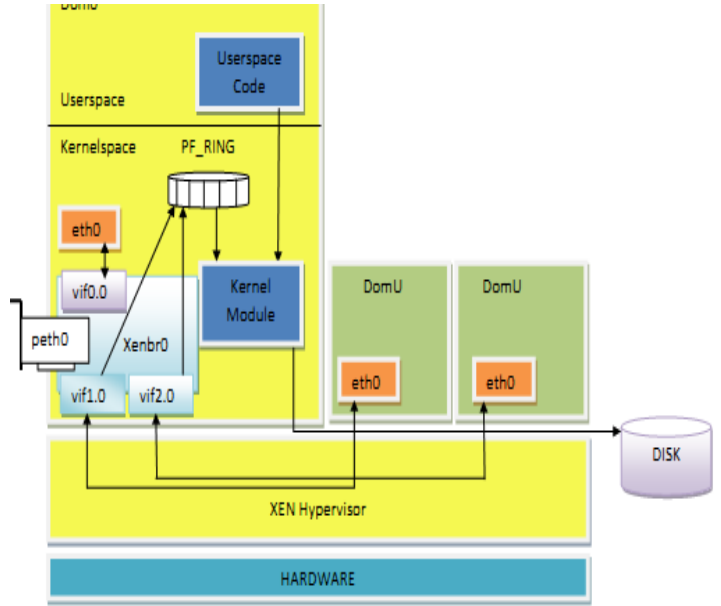 Dom0
Userspace
Code
Userspace
Kernelspace
PF_RING
eth0
vif0.0
Kernel
Module
DomU
DomU
peth0
Xenbr0
eth0
eth0
vif1.0
vif2.0
DISK
XEN Hypervisor
HARDWARE